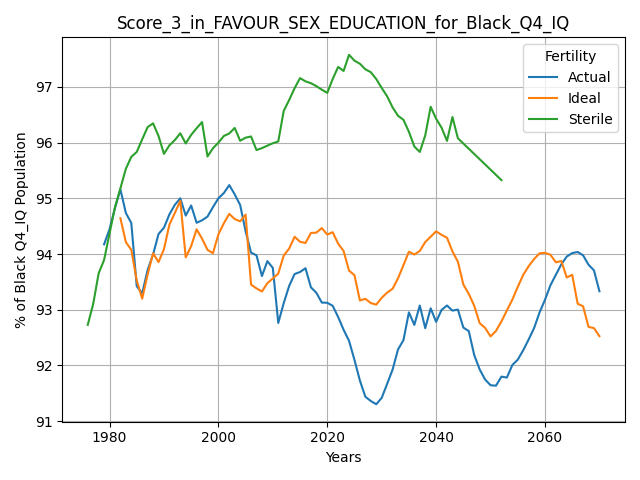 Score_3_in_FAVOUR_SEX_EDUCATION_for_Black_Q4_IQ
Fertility
Actual
Ideal
Sterile
% of Black Q4_IQ Population
97
96
95
94
93
92
91
1980 2000 2020 2040 2060
Years